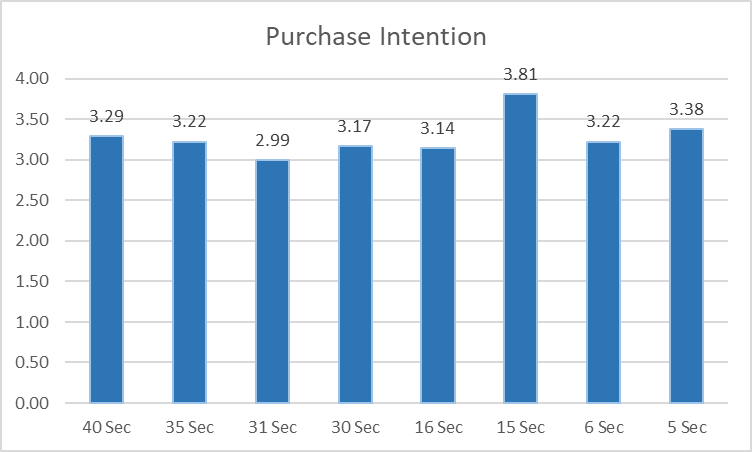 Purchase Intention
4.00
3.50
3.00
2.50
2.00
1.50
1.00
0.50
0.00
3.29
3.22
2.99
3.17
3.14
3.81
3.22
3.38
40 Sec
35 Sec
31 Sec
30 Sec
16 Sec
15 Sec
6 Sec
5 Sec